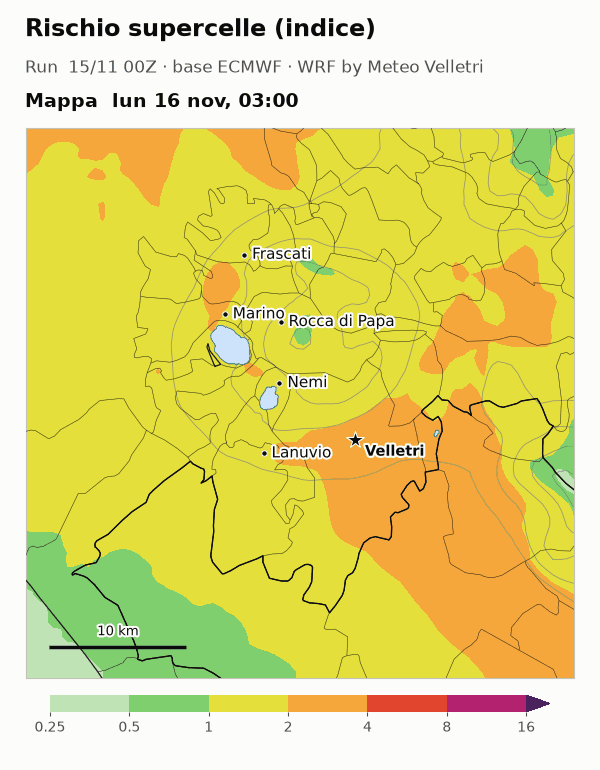 Rischio supercelle (indice)
Run  15/11 00Z · base ECMWF · WRF by Meteo Velletri
Mappa  lun 16 nov, 03:00
Frascati
Marino
Rocca di Papa
Nemi
Lanuvio
Velletri
10 km
0.25 0.5 1 2 4 8 16